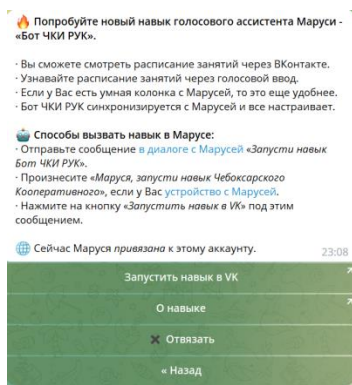 🔥 Попробуйте новый навык голосового ассистента Маруси -
«Бот ЧКИ РУК».
· Вы сможете смотреть расписание занятий через ВКонтакте.
· Узнавайте расписание занятий через голосовой ввод.
· Если у Вас есть умная колонка с Марусей, то это еще удобнее.
· Бот ЧКИ РУК синхронизируется с Марусей и все настраивает.
🤖 Способы вызвать навык в Марусе:
· Отправьте сообщение в диалоге с Марусей «Запусти навык
Бот ЧКИ РУК».
· Произнесите «Маруся, запусти навык Чебоксарского
Кооперативного», если у Вас устройство с Марусей.
· Нажмите на кнопку «Запустить навык в VK» под этим
сообщением.
🌐 Сейчас Маруся привязана к этому аккаунту.
23:08
Запустить навык в VK
О навыке
✖ Отвязать
« Назад